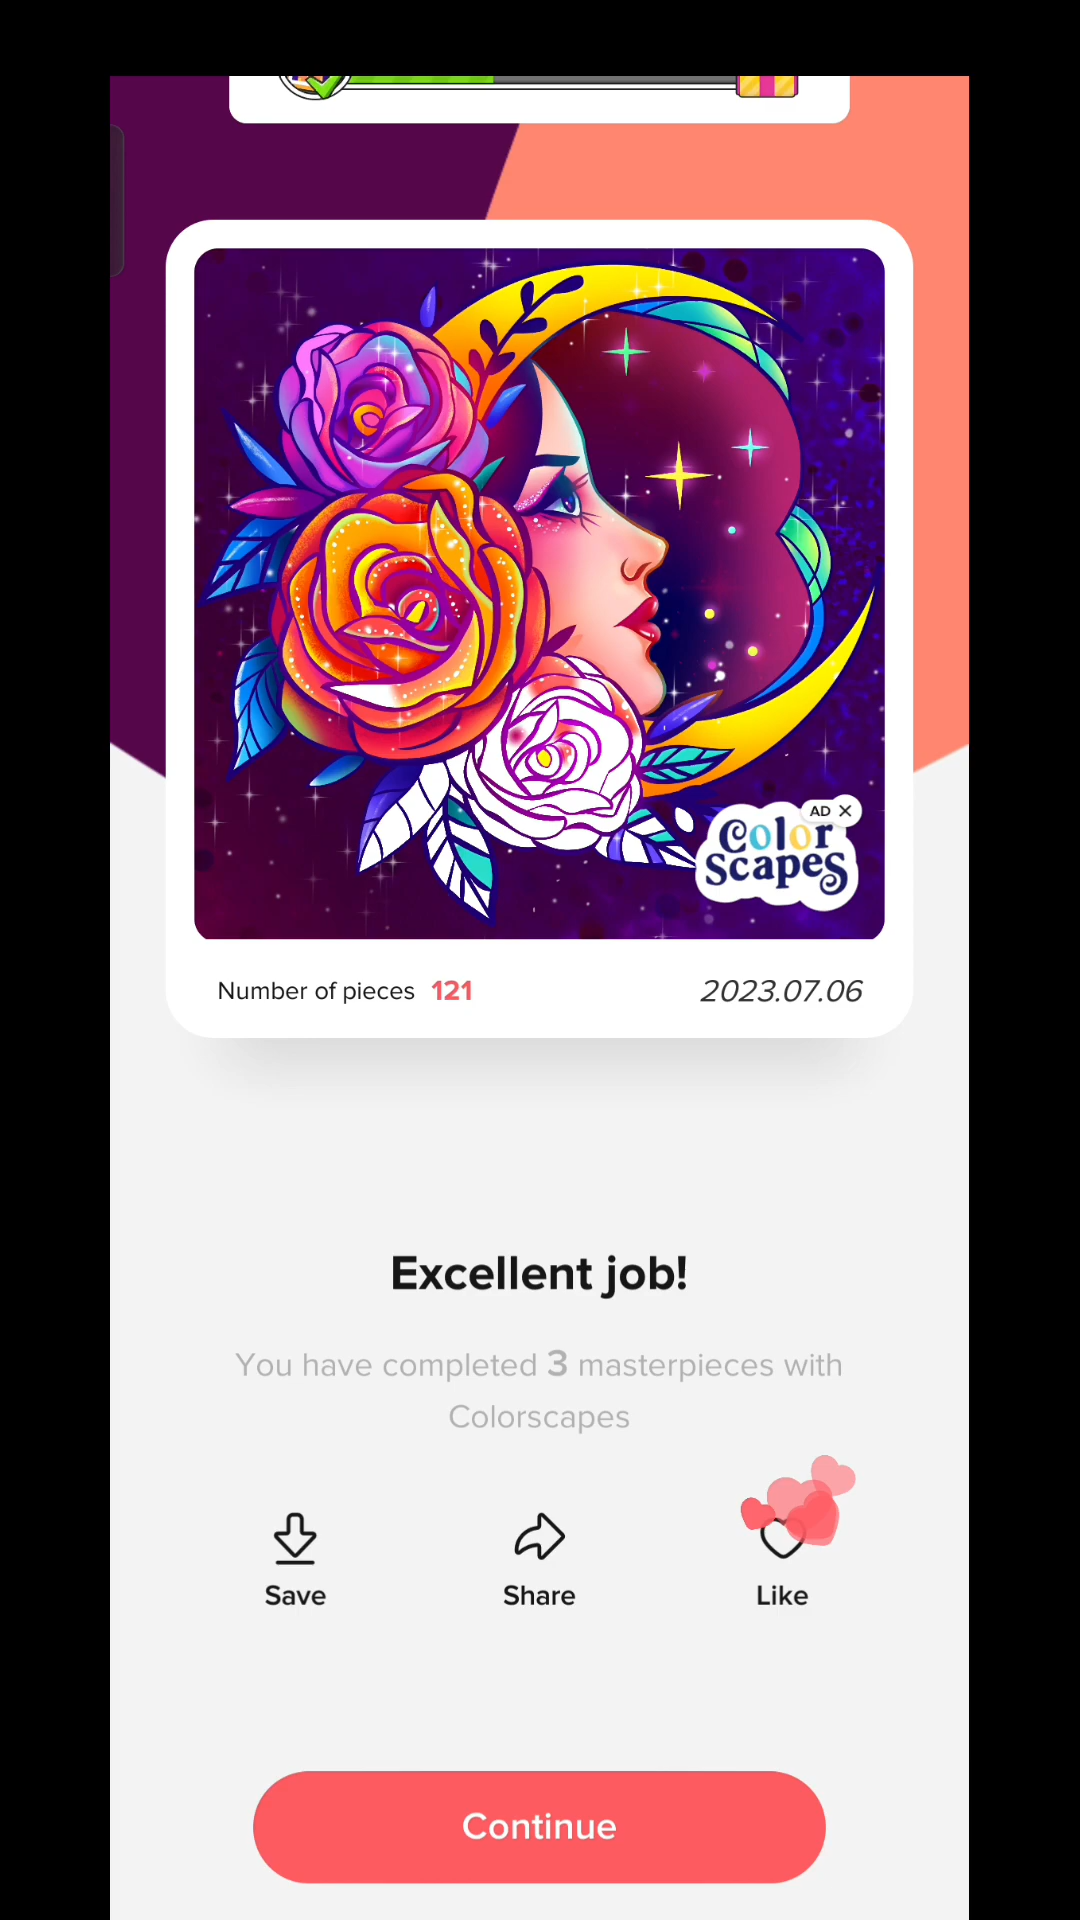 AD
Color
Scapes
Number of pieces 121
2023.07.06
Excellent job!
You have completed 3 masterpieces with
Colorscapes
Save
Share
Like
Continue